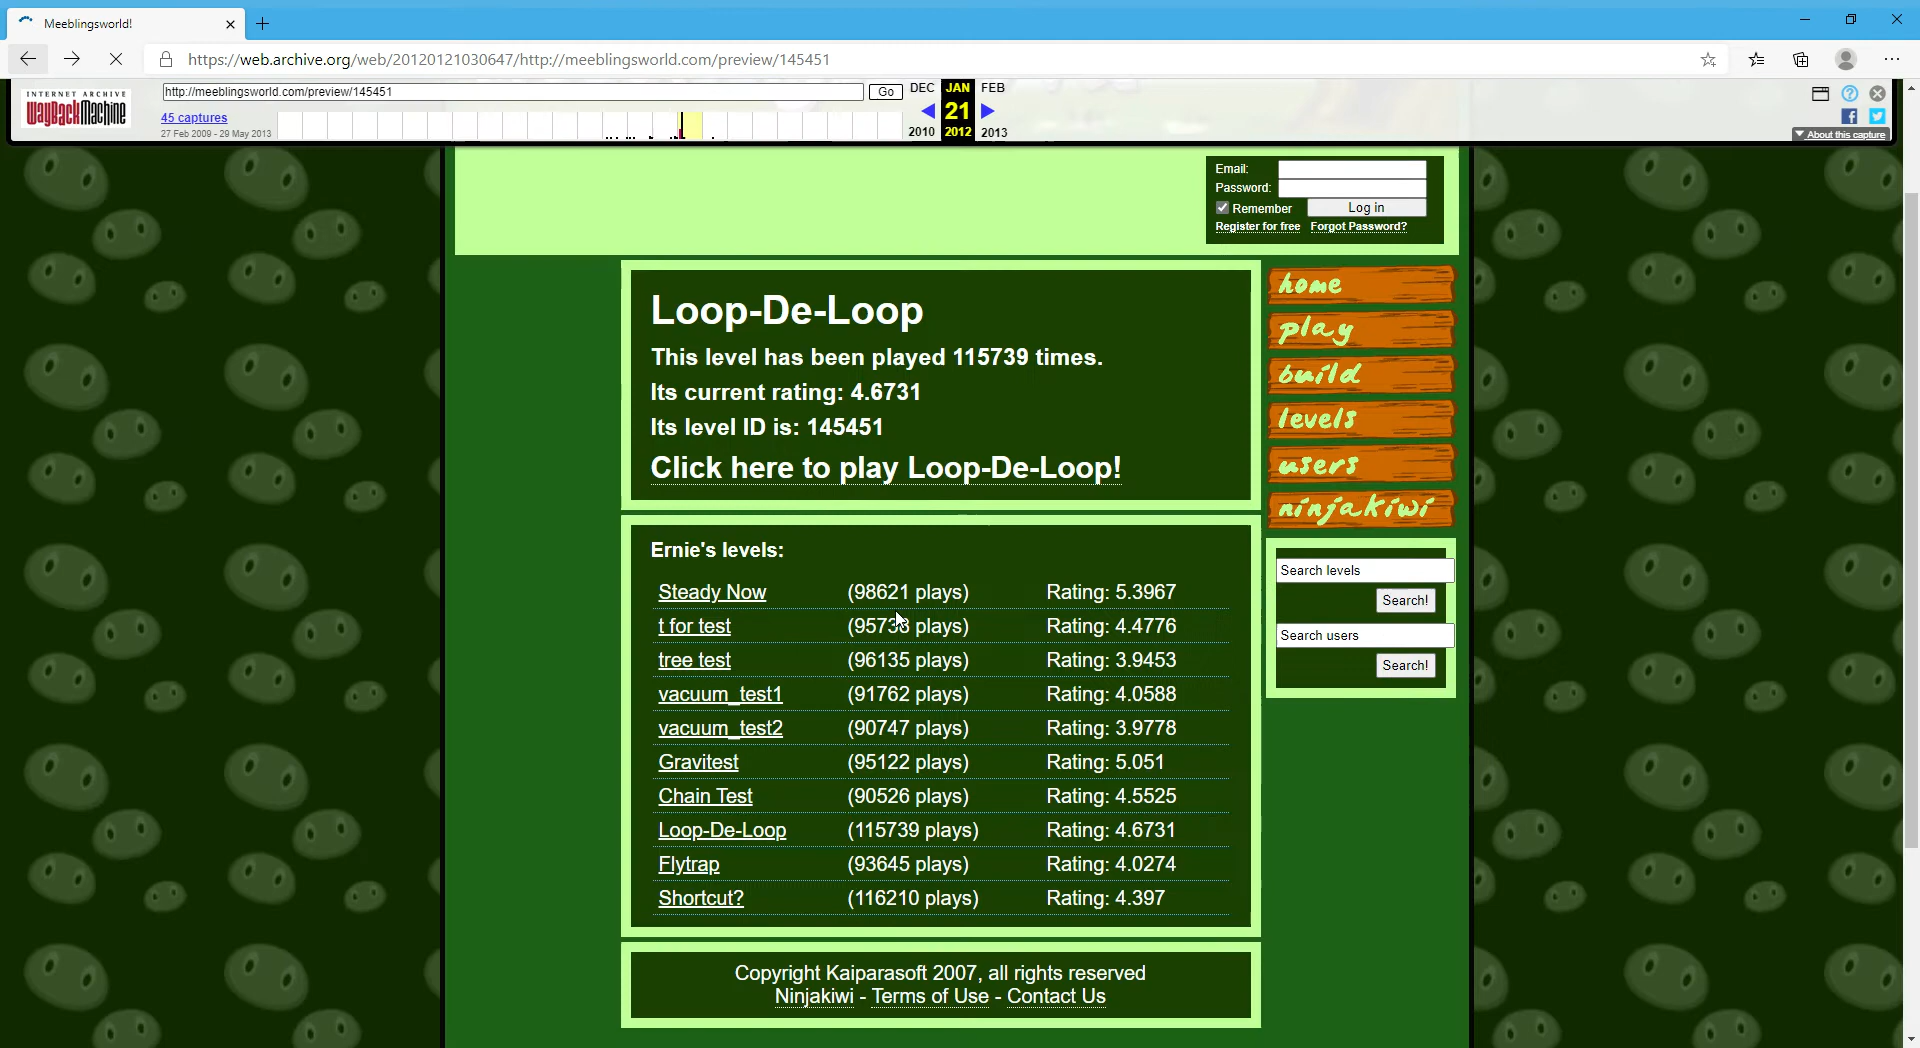 Meeblingsworld!
https://web.archive.org/web/20120121030647/http://meeblingsworld.com/preview/145451
INTERNET ARCHIVE
WayBackMachine
http://meeblingsworld.com/preview/145451
Go
DEC JAN FEB
45 captures
21
27 Feb 2009 - 29 May 2013
2010 2012 2013
About this capture
Email:
Password:
Remember Log in
Register for free Forgot Password?
home
play
build
levels
users
ninjakiwi
Loop-De-Loop
This level has been played 115739 times.
Its current rating: 4.6731
Its level ID is: 145451
Click here to play Loop-De-Loop!
Search levels
Search!
Search users
Search!
Ernie's levels:
Steady Now (98621 plays) Rating: 5.3967
t for test plays) Rating: 4.4776
tree test (96135 plays) Rating: 3.9453
vacuum_test1 (91762 plays) Rating: 4.0588
vacuum_test2 (90747 plays) Rating: 3.9778
Gravitest (95122 plays) Rating: 5.051
Chain Test (90526 plays) Rating: 4.5525
Loop-De-Loop (115739 plays) Rating: 4.6731
Flytrap (93645 plays) Rating: 4.0274
Shortcut? (116210 plays) Rating: 4.397
Copyright Kaiparasoft 2007, all rights reserved
Ninjakiwi - Terms of Use - Contact Us